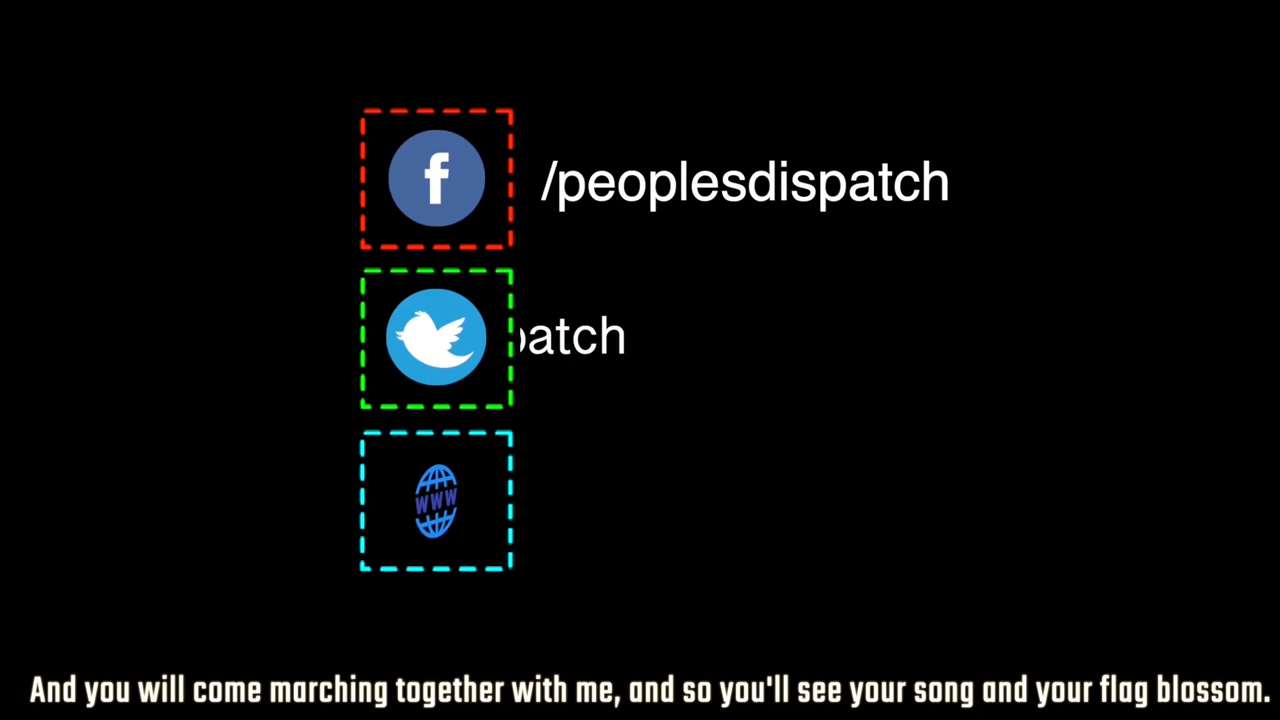 f /peoplesdispatch
patch
WWW
And you will come marching together with me, and so you'll see your song and your flag blossom.